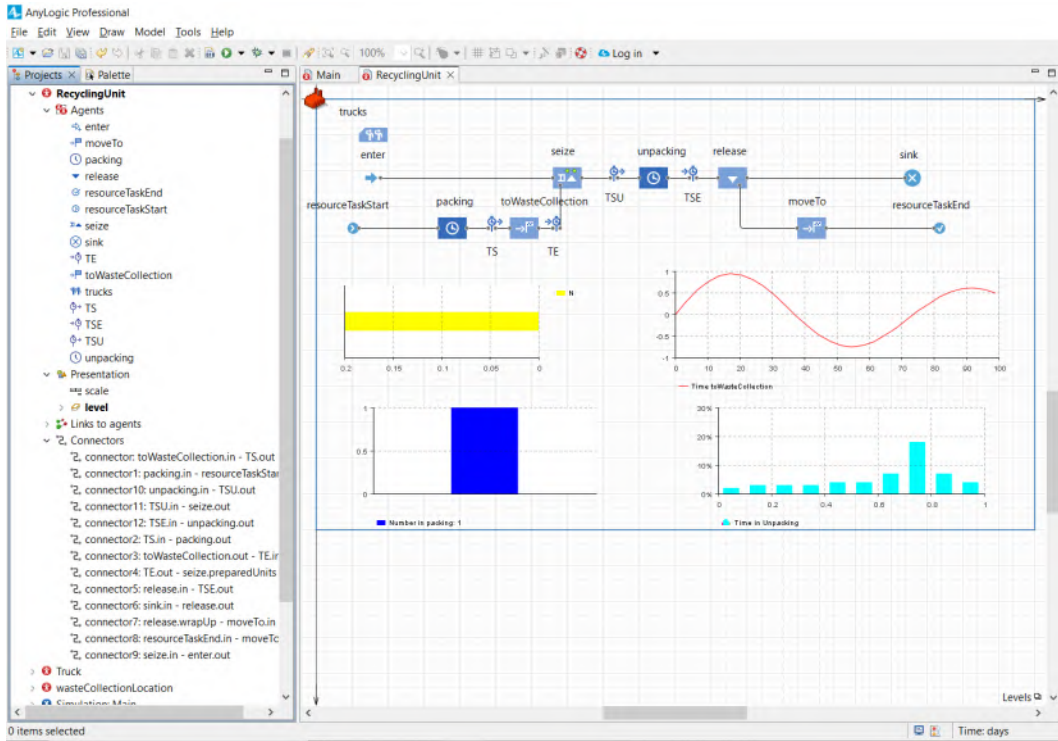 AnyLogic Professional
File Edit View Draw Model Tools Help
100% Log in
Projects Palette
Main RecyclingUnit
RecyclingUnit
Agents
enter
moveTo
packing
release
resourceTaskEnd
resourceTaskStart
seize
sink
TE
toWasteCollection
trucks
TS
TSE
TSU
unpacking
Presentation
scale
level
Links to agents
Connectors
connector: toWasteCollection.in - TS.out
connector1: packing.in - resourceTaskStar
connector10: unpacking.in - TSU.out
connector11: TSU.in - seize.out
connector12: TSE.in - unpacking.out
connector2: TS.in - packing.out
connector3: toWasteCollection.out - TE.ir
connector4: TE.out - seize.preparedUnits
connector5: release.in - TSE.out
connector6: sink.in - release.out
connector7: release.wrapUp - moveTo.in
connector8: resourceTaskEnd.in - moveTo
connector9: seize.in - enter.out
Truck
wasteCollectionLocation
Simulation: Main
trucks
enter seize unpacking release sink
TSU TSE
resourceTaskStart packing toWasteCollection moveTo resourceTaskEnd
TS TE
N
0.2 0.15 0.1 0.05 0
1
0.5
0
-0.5
-1
0 10 20 30 40 50 60 70 80 90 100
Time toWasteCollection
1
0.5
0
Number in packing: 1
30%
20%
10%
0%
0 0.2 0.4 0.6 0.8 1
Time in Unpacking
Levels
0 items selected
Time: days